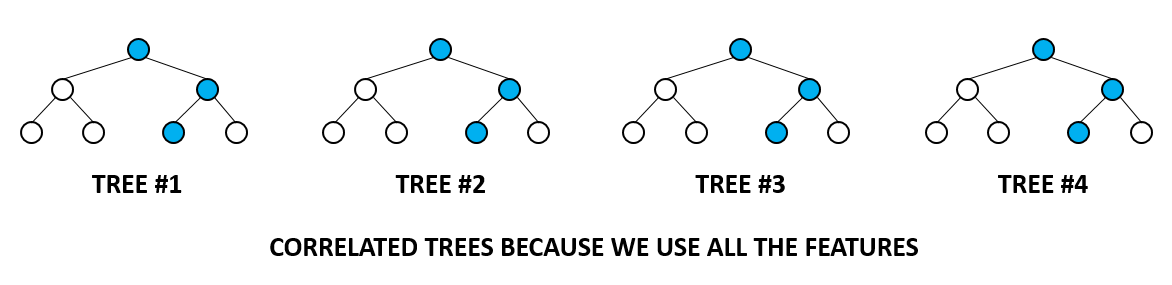 TREE #1
TREE #2
TREE #3
TREE #4
CORRELATED TREES BECAUSE WE USE ALL THE FEATURES